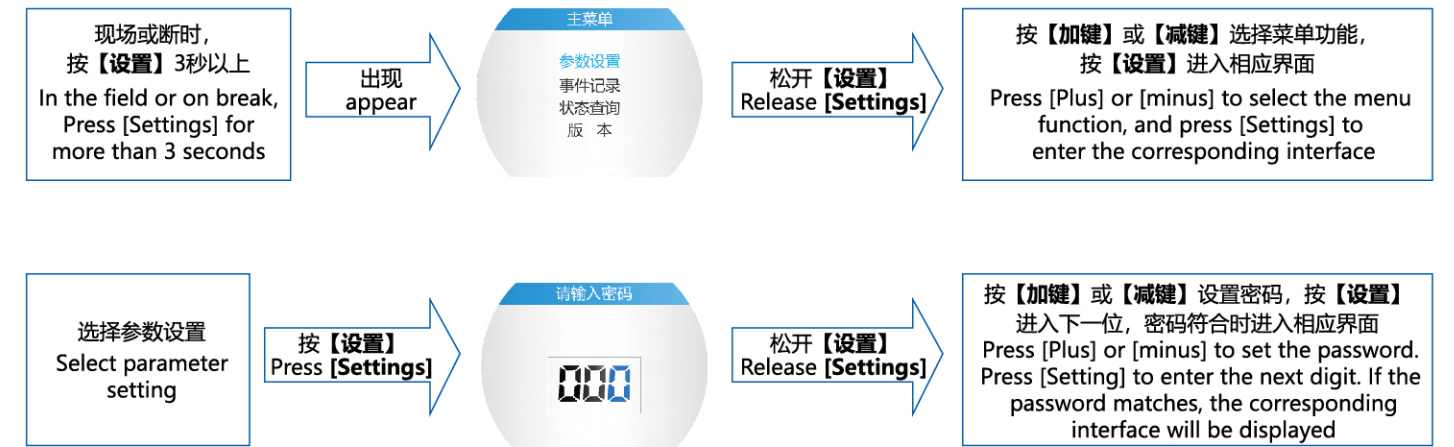 现场或断时，
按【设置】3秒以上
In the field or on break,
Press [Settings] for
more than 3 seconds
出现
appear
主菜单
参数设置
事件记录
状态查询
版 本
松开【设置】
Release [Settings]
按【加键】或【减键】选择菜单功能，
按【设置】进入相应界面
Press [Plus] or [minus] to select the menu
function, and press [Settings] to
enter the corresponding interface
选择参数设置
Select parameter
setting
按【设置】
Press [Settings]
请输入密码
000
松开【设置】
Release [Settings]
按【加键】或【减键】设置密码，按【设置】
进入下一位，密码符合时进入相应界面
Press [Plus] or [minus] to set the password.
Press [Setting] to enter the next digit. If the
password matches, the corresponding
interface will be displayed